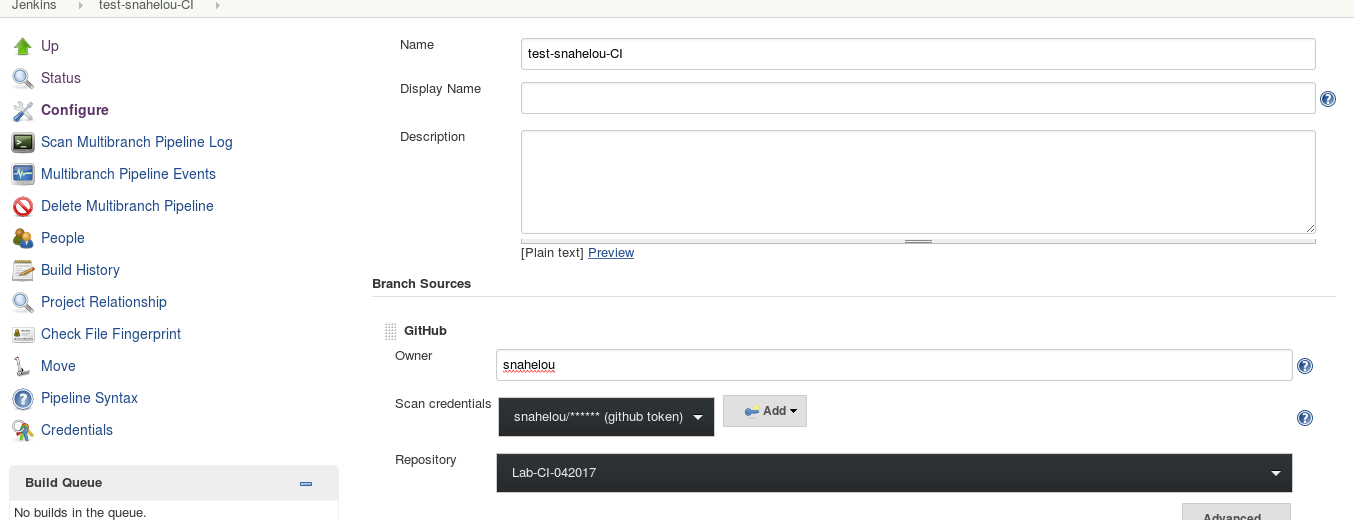 Jenkins test-snahelou-CI
Up
Status
Configure
Scan Multibranch Pipeline Log
Multibranch Pipeline Events
Delete Multibranch Pipeline
People
Build History
Project Relationship
Check File Fingerprint
Move
Pipeline Syntax
Credentials
Build Queue
No builds in the queue.
Name
test-snahelou-CI
Display Name
Description
[Plain text] Preview
Branch Sources
GitHub
Owner
snahelou
Scan credentials
snahelou/****** (github token)
Add
Repository
Lab-CI-042017
Advanced...